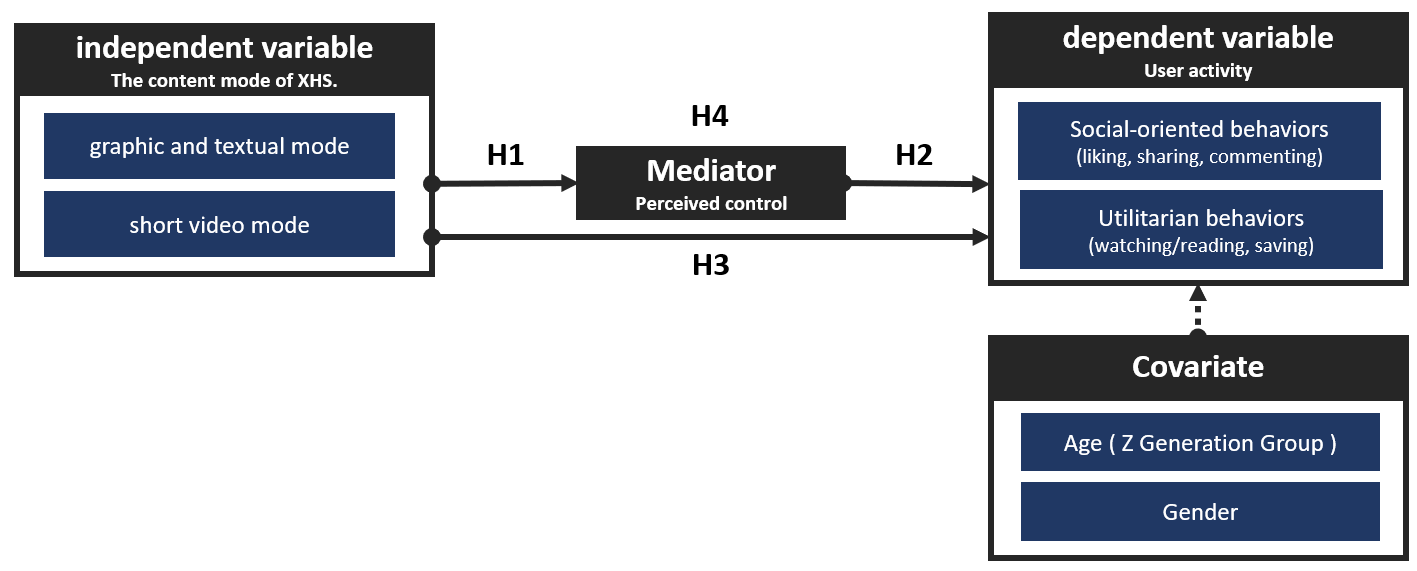 independent variable
The content mode of XHS.
graphic and textual mode
short video mode
H1
H4
Mediator
Perceived control
H2
H3
dependent variable
User activity
Social-oriented behaviors
(liking, sharing, commenting)
Utilitarian behaviors
(watching/reading, saving)
Covariate
Age ( Z Generation Group )
Gender